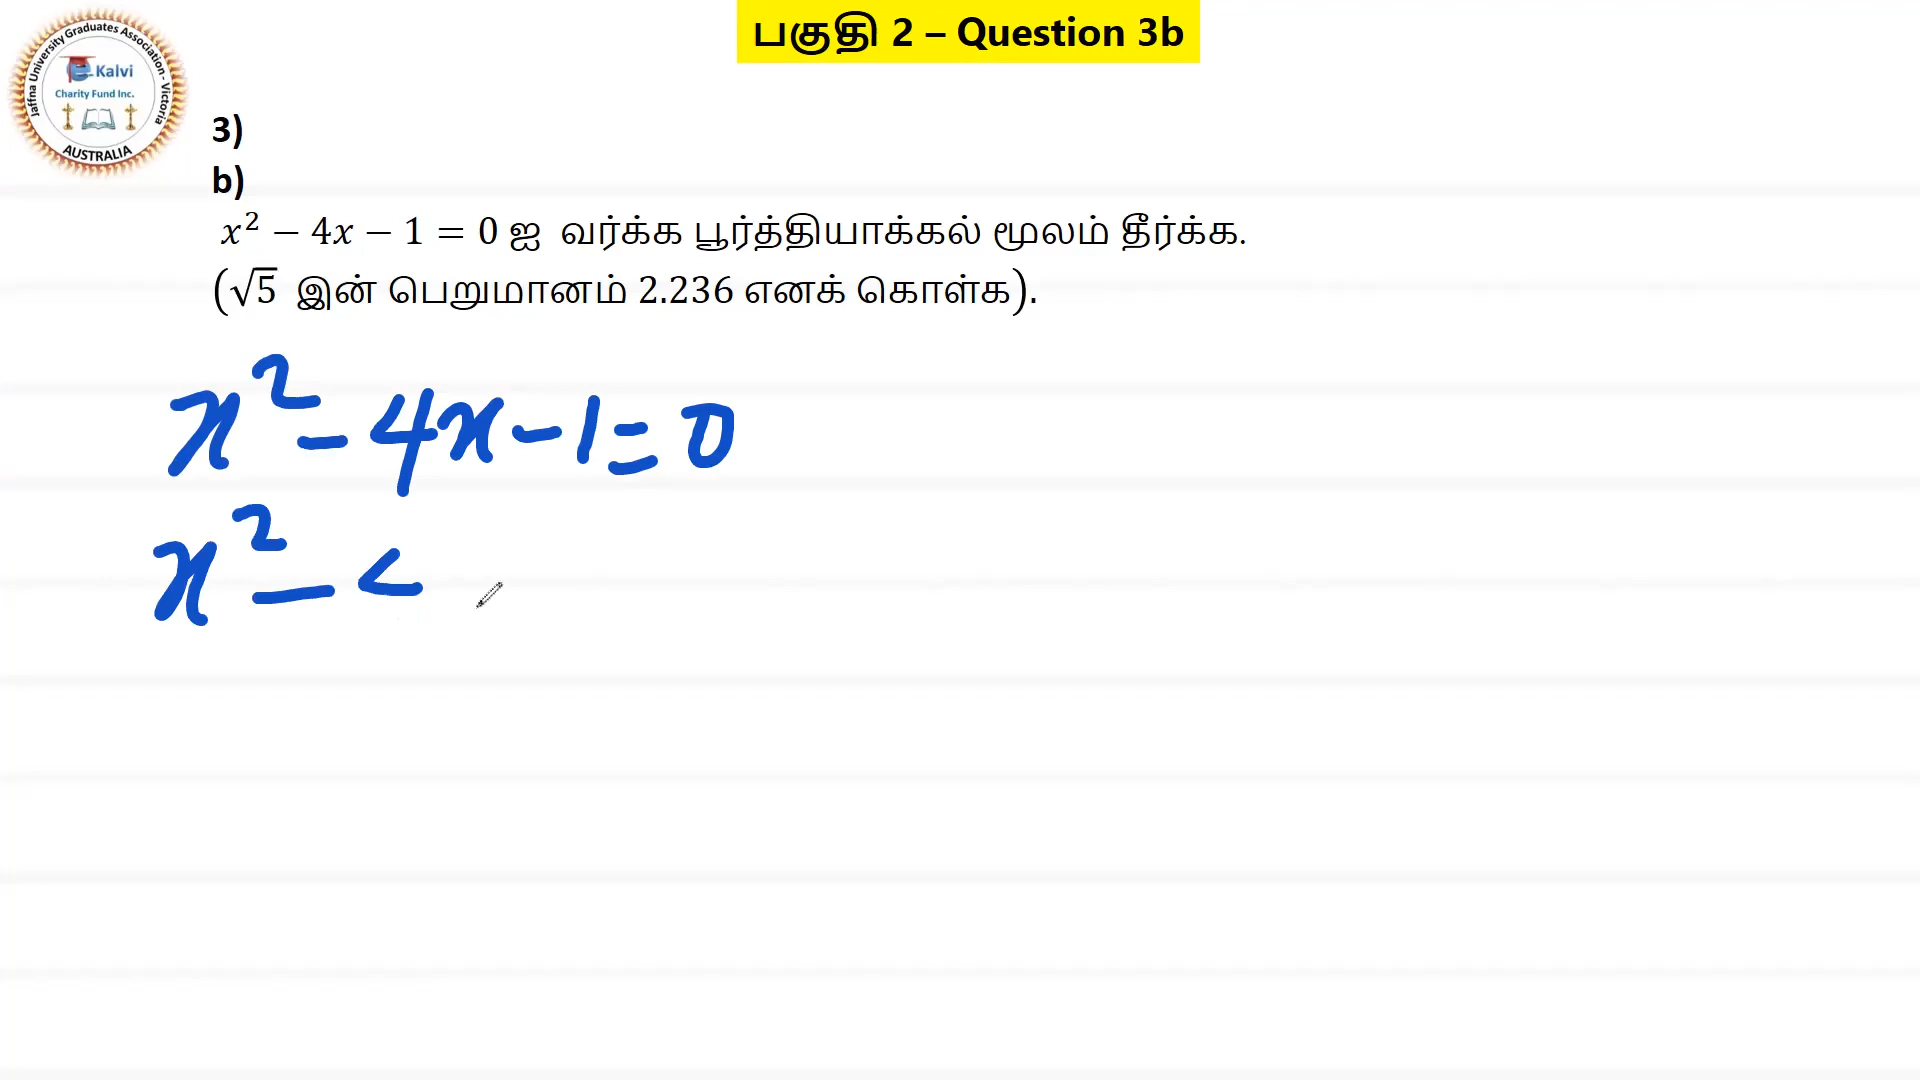 பகுதி 2 – Question 3b
Jaffna University Graduates Association - Victoria
eKalvi
Charity Fund Inc.
AUSTRALIA
3)
b)
x² − 4x − 1 = 0 ஐ வர்க்க பூர்த்தியாக்கல் மூலம் தீர்க்க.
(√5 இன் பெறுமானம் 2.236 எனக் கொள்க).
x² - 4x - 1 = 0
x² -